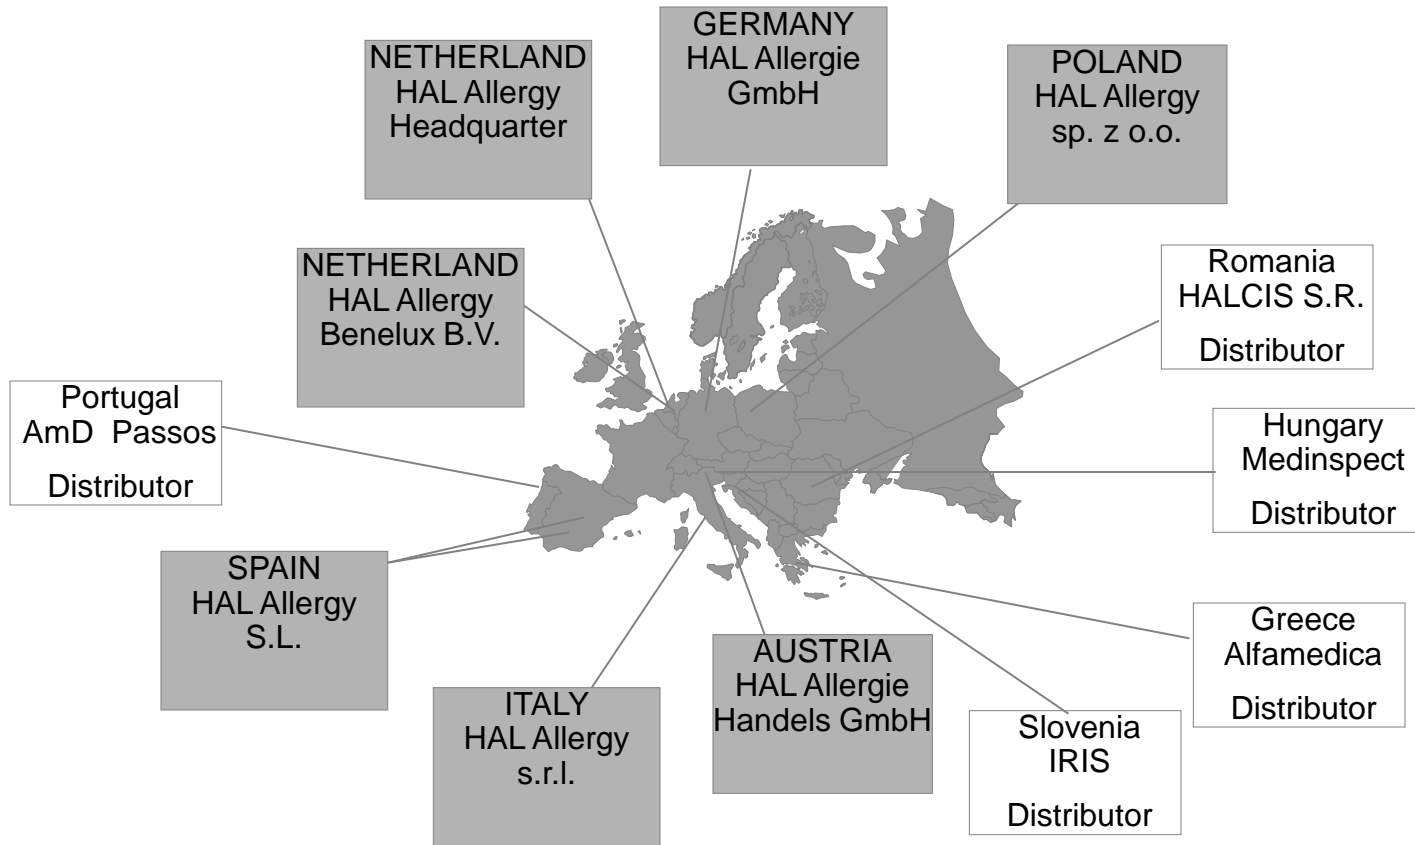 GERMANY
HAL Allergie
GmbH
NETHERLAND
HAL Allergy
Headquarter
POLAND
HAL Allergy
sp. z o.o.
NETHERLAND
HAL Allergy
Benelux B.V.
Romania
HALCIS S.R.
Distributor
Portugal
AmD Passos
Distributor
Hungary
Medinspect
Distributor
SPAIN
HAL Allergy
S.L.
Greece
Alfamedica
Distributor
AUSTRIA
HAL Allergie
Handels GmbH
ITALY
HAL Allergy
s.r.l.
Slovenia
IRIS
Distributor